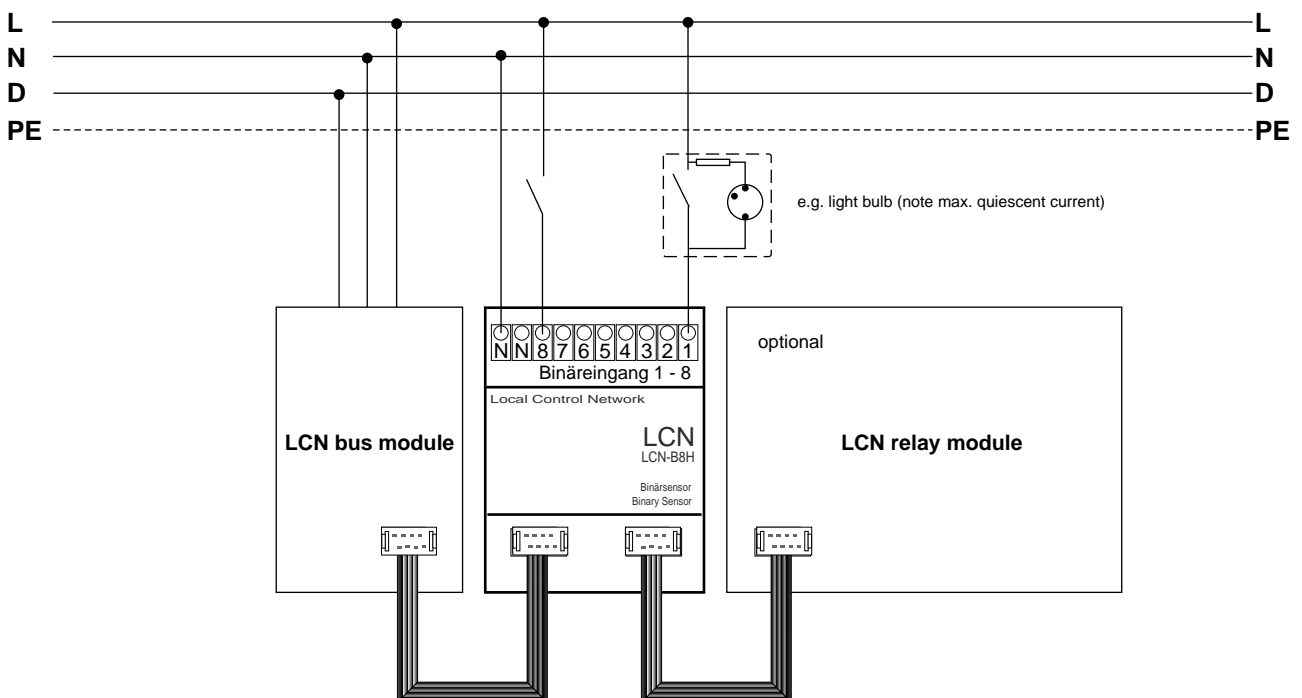 L L
N N
D D
PE PE
e.g. light bulb (note max. quiescent current)
N N 8 7 6 5 4 3 2 1
Binäreingang 1 - 8
optional
Local Control Network
LCN bus module
LCN
LCN-B8H
LCN relay module
Binärsensor
Binary Sensor